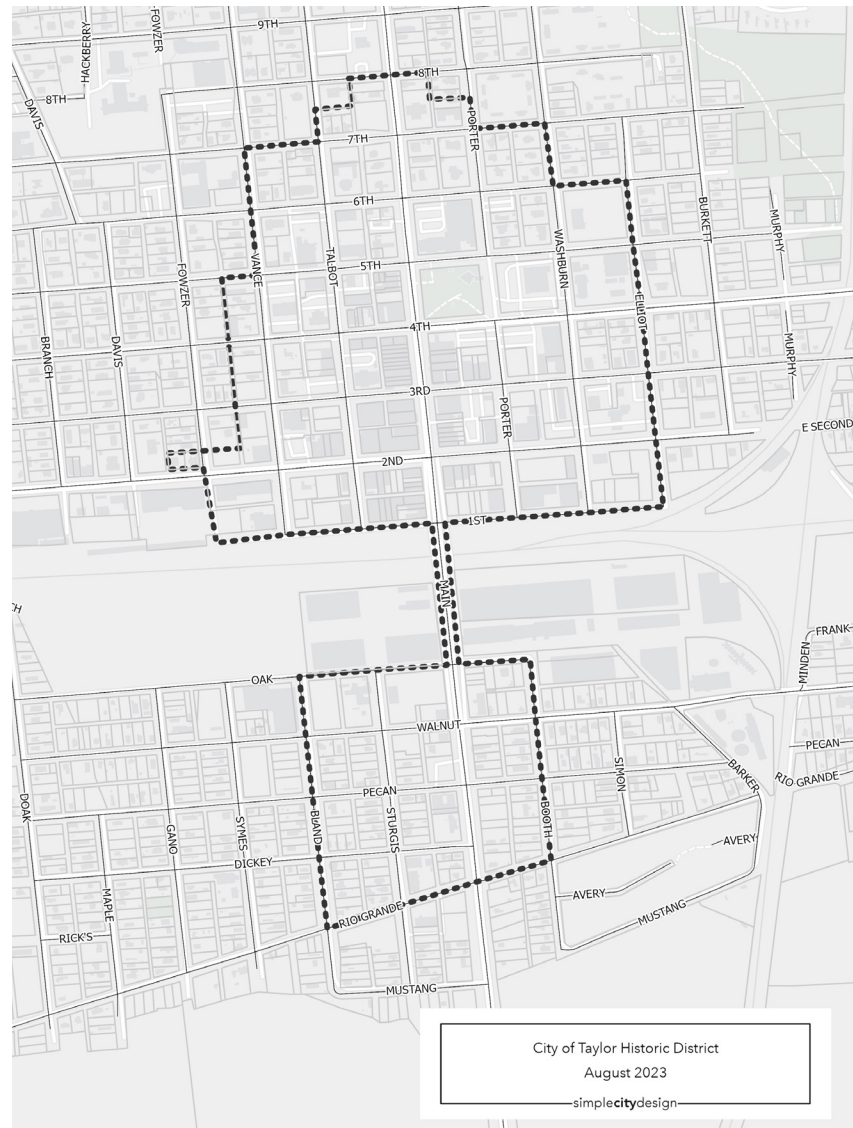 HACKBERRY
FOWZER
9TH
8TH
8TH
DAVIS
PORTER
7TH
6TH
BURKETT
MURPHY
WASHBURN
VANCE
TALBOT
5TH
FOWZER
ELLIOT
4TH
BRANCH
DAVIS
MURPHY
3RD
PORTER
E SECOND
2ND
1ST
MAIN
CH
FRANK
MINDEN
OAK
WALNUT
PECAN
BARKER
RIO GRANDE
SIMON
PECAN
DOAK
GANO
SYMES
BLAND
STURGIS
BOOTH
DICKEY
AVERY
MAPLE
AVERY
RIO GRANDE
MUSTANG
RICK'S
MUSTANG
City of Taylor Historic District
August 2023
simplecitydesign